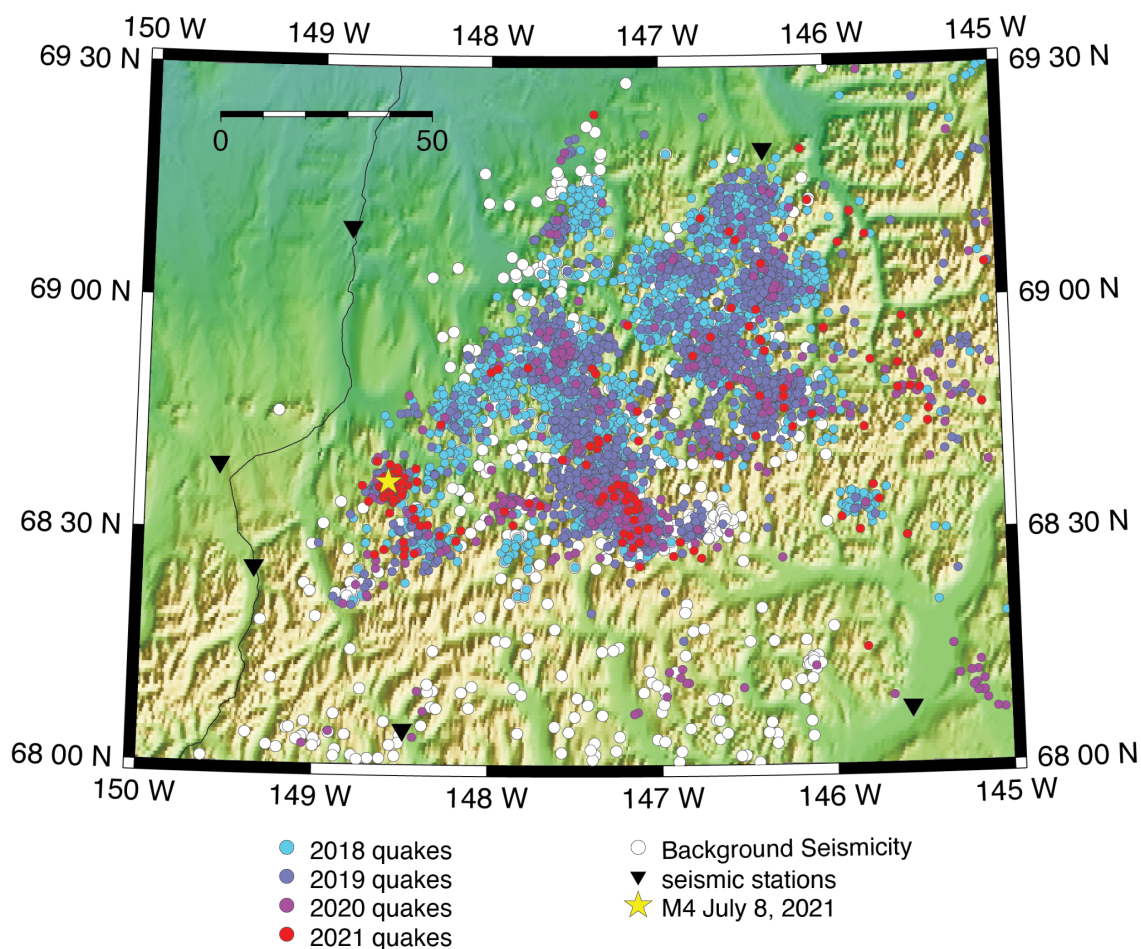 150 W 149 W 148 W 147 W 146 W 145 W
69 30 N 69 30 N
0 50
69 00 N 69 00 N
68 30 N 68 30 N
68 00 N 68 00 N
150 W 149 W 148 W 147 W 146 W 145 W
2018 quakes
2019 quakes
2020 quakes
2021 quakes
Background Seismicity
seismic stations
M4 July 8, 2021